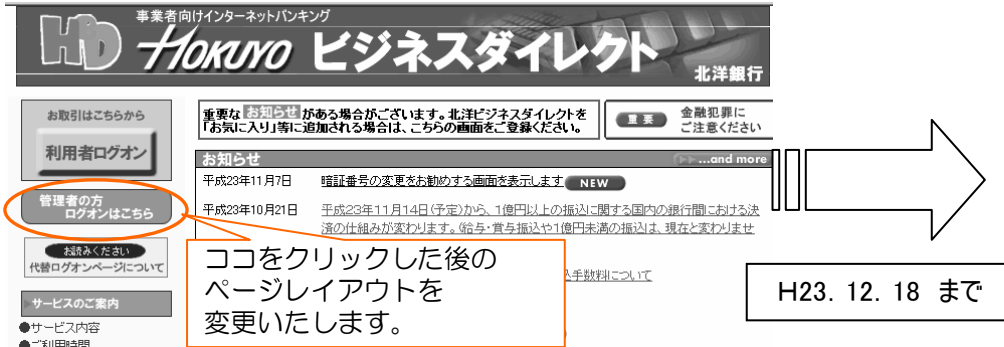 事業者向けインターネットバンキング
HD HOKUYO ビジネスダイレクト
北洋銀行
お取引はこちらから
利用者ログオン
管理者の方
ログオンはこちら
お読みください
代替ログオンページについて
サービスのご案内
●サービス内容
●ご利用時間
重要な お知らせ がある場合がございます。北洋ビジネスダイレクトを
「お気に入り」等に追加される場合は、こちらの画面をご登録ください。
重要
金融犯罪に
ご注意ください
お知らせ
...and more
平成23年11月7日 暗証番号の変更をお勧めする画面を表示します NEW
平成23年10月21日 平成23年11月14日(予定)から、1億円以上の振込に関する国内の銀行間における決
済の仕組みが変わります。(給与・賞与振込や1億円未満の振込は、現在と変わりませ
込手数料について
ココをクリックした後の
ページレイアウトを
変更いたします。
H23. 12. 18 まで